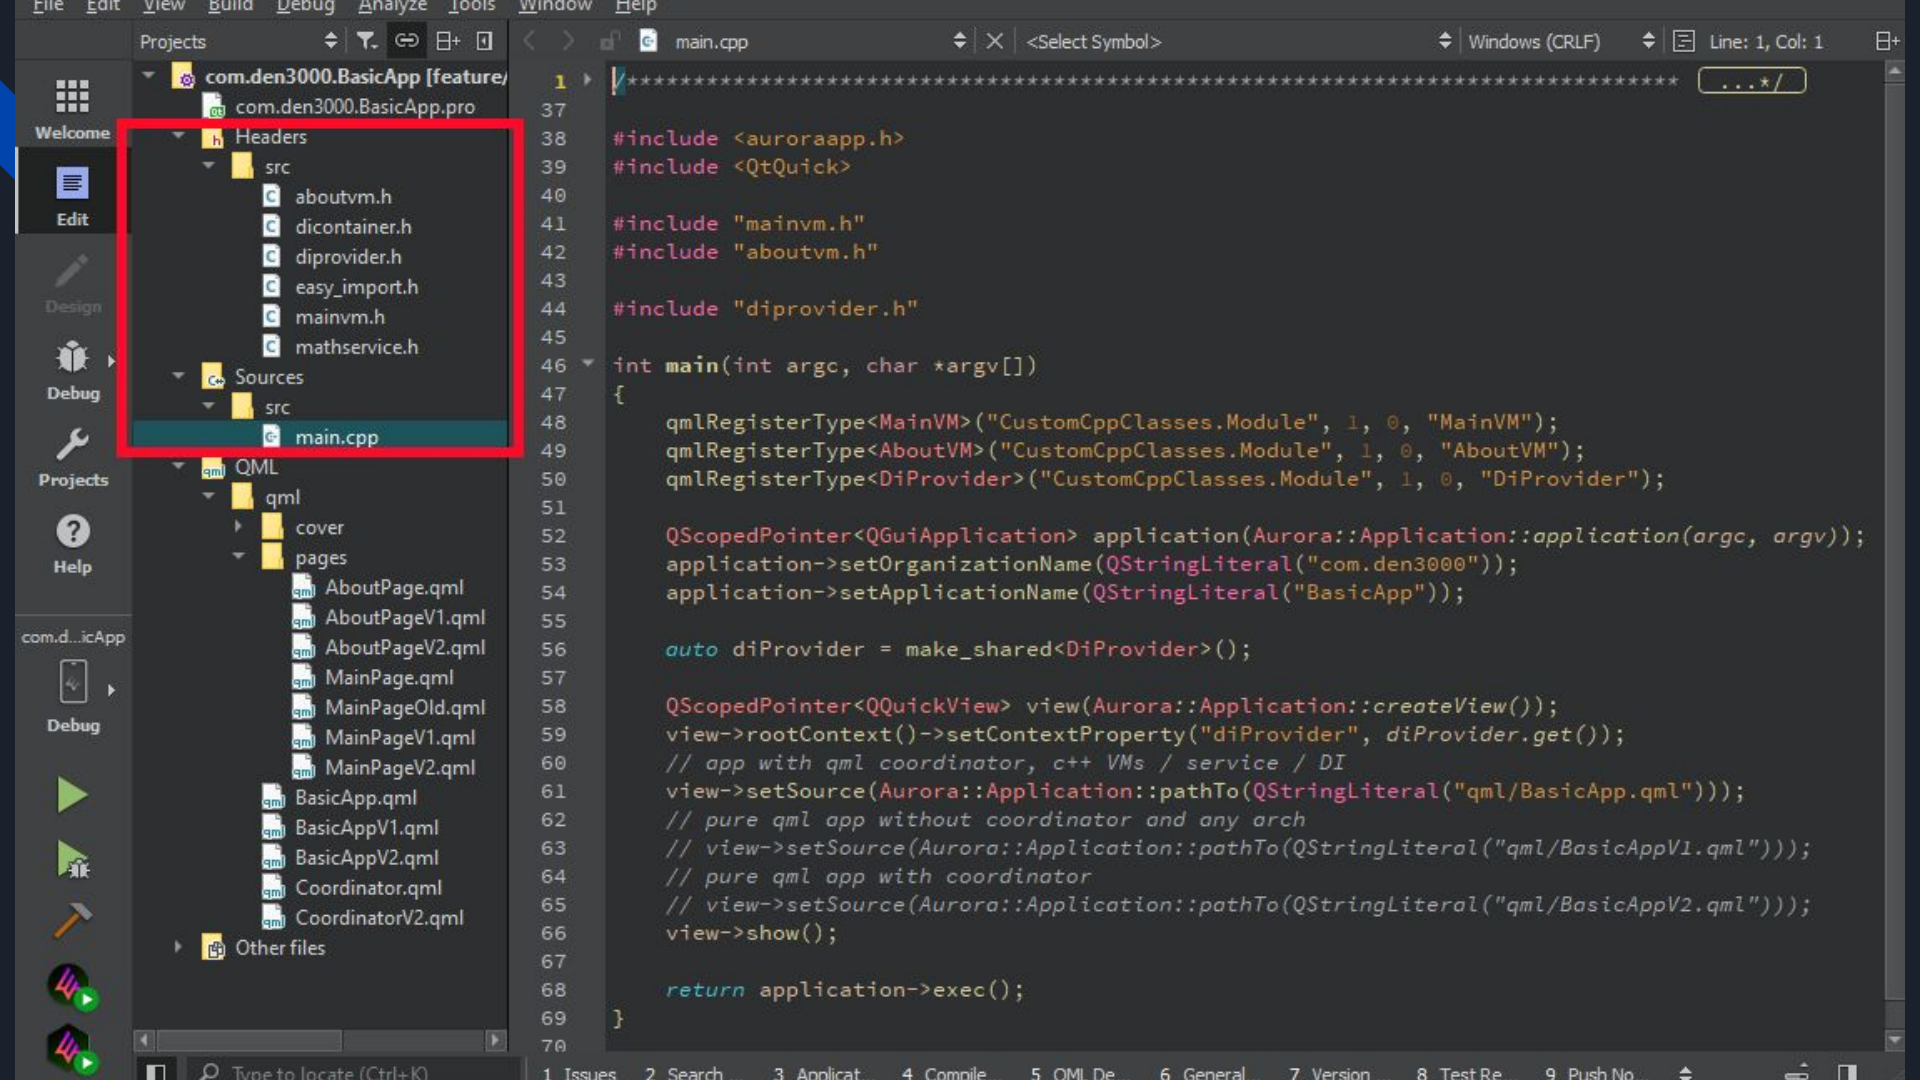 File Edit View Build Debug Analyze Tools Window Help
Projects
main.cpp
<Select Symbol>
Windows (CRLF)
Line: 1, Col: 1
Welcome
Edit
Design
Debug
Projects
Help
com.d...icApp
Debug
com.den3000.BasicApp [feature/
com.den3000.BasicApp.pro
Headers
src
aboutvm.h
dicontainer.h
diprovider.h
easy_import.h
mainvm.h
mathservice.h
Sources
src
main.cpp
QML
qml
cover
pages
AboutPage.qml
AboutPageV1.qml
AboutPageV2.qml
MainPage.qml
MainPageOld.qml
MainPageV1.qml
MainPageV2.qml
BasicApp.qml
BasicAppV1.qml
BasicAppV2.qml
Coordinator.qml
CoordinatorV2.qml
Other files
1 /******************************************************************************* ...*/
37
38 #include <auroraapp.h>
39 #include <QtQuick>
40
41 #include "mainvm.h"
42 #include "aboutvm.h"
43
44 #include "diprovider.h"
45
46 int main(int argc, char *argv[])
47 {
48 qmlRegisterType<MainVM>("CustomCppClasses.Module", 1, 0, "MainVM");
49 qmlRegisterType<AboutVM>("CustomCppClasses.Module", 1, 0, "AboutVM");
50 qmlRegisterType<DiProvider>("CustomCppClasses.Module", 1, 0, "DiProvider");
51
52 QScopedPointer<QGuiApplication> application(Aurora::Application::application(argc, argv));
53 application->setOrganizationName(QStringLiteral("com.den3000"));
54 application->setApplicationName(QStringLiteral("BasicApp"));
55
56 auto diProvider = make_shared<DiProvider>();
57
58 QScopedPointer<QQuickView> view(Aurora::Application::createView());
59 view->rootContext()->setContextProperty("diProvider", diProvider.get());
60 // app with qml coordinator, c++ VMs / service / DI
61 view->setSource(Aurora::Application::pathTo(QStringLiteral("qml/BasicApp.qml")));
62 // pure qml app without coordinator and any arch
63 // view->setSource(Aurora::Application::pathTo(QStringLiteral("qml/BasicAppV1.qml")));
64 // pure qml app with coordinator
65 // view->setSource(Aurora::Application::pathTo(QStringLiteral("qml/BasicAppV2.qml")));
66 view->show();
67
68 return application->exec();
69 }
70
Type to locate (Ctrl+K)
1 Issues 2 Search... 3 Applicat... 4 Compile... 5 QML De... 6 General... 7 Version... 8 Test Re... 9 Push No...